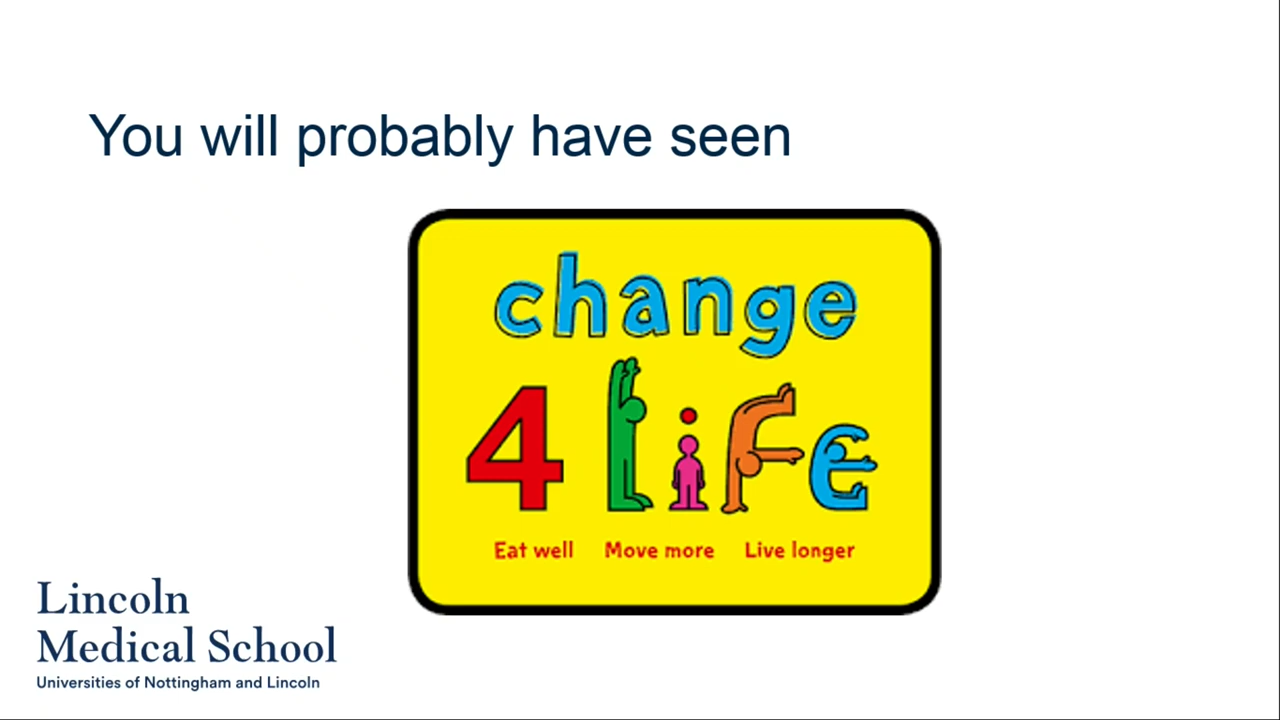 You will probably have seen
change
4 life
Eat well Move more Live longer
Lincoln
Medical School
Universities of Nottingham and Lincoln